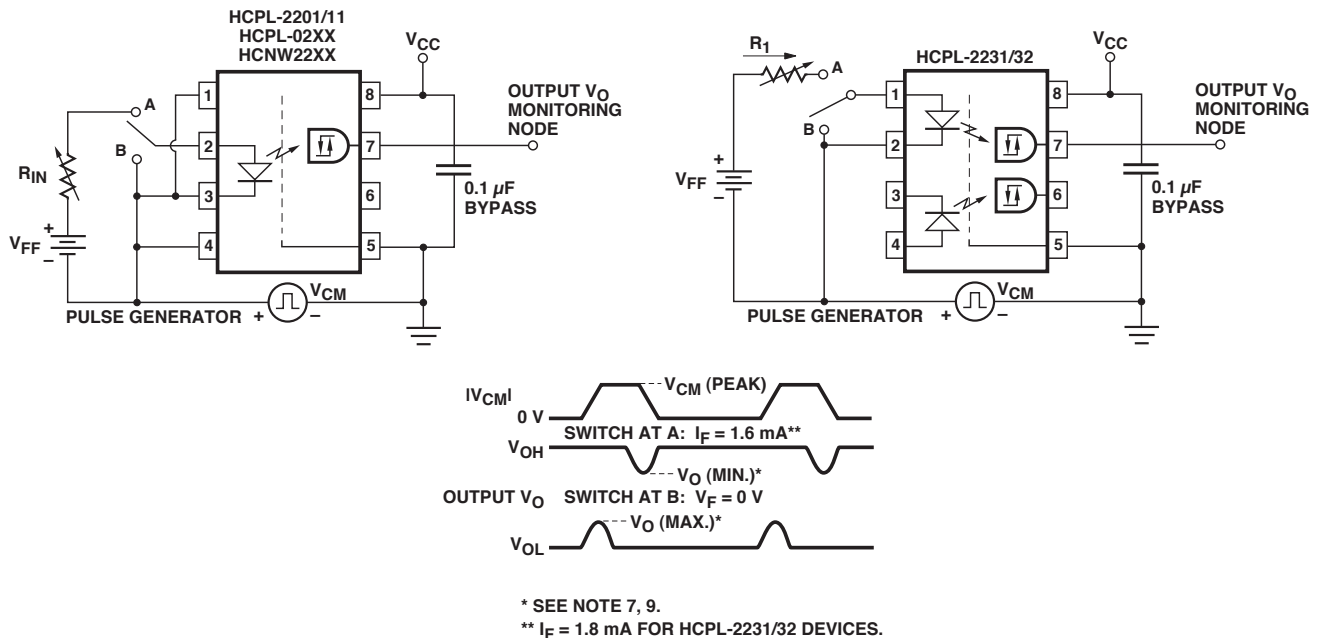 HCPL-2201/11
HCPL-02XX
HCNW22XX
VCC
1
2
3
4
8
7
6
5
A
B
RIN
VFF
+
–
OUTPUT VO
MONITORING
NODE
0.1 µF
BYPASS
VCM
PULSE GENERATOR + –
R1
A
B
HCPL-2231/32
VCC
1
2
3
4
8
7
6
5
VFF
+
–
OUTPUT VO
MONITORING
NODE
0.1 µF
BYPASS
VCM
PULSE GENERATOR + –
|VCM|
0 V
VCM (PEAK)
SWITCH AT A: IF = 1.6 mA**
VOH
VO (MIN.)*
OUTPUT VO SWITCH AT B: VF = 0 V
VO (MAX.)*
VOL
* SEE NOTE 7, 9.
** IF = 1.8 mA FOR HCPL-2231/32 DEVICES.